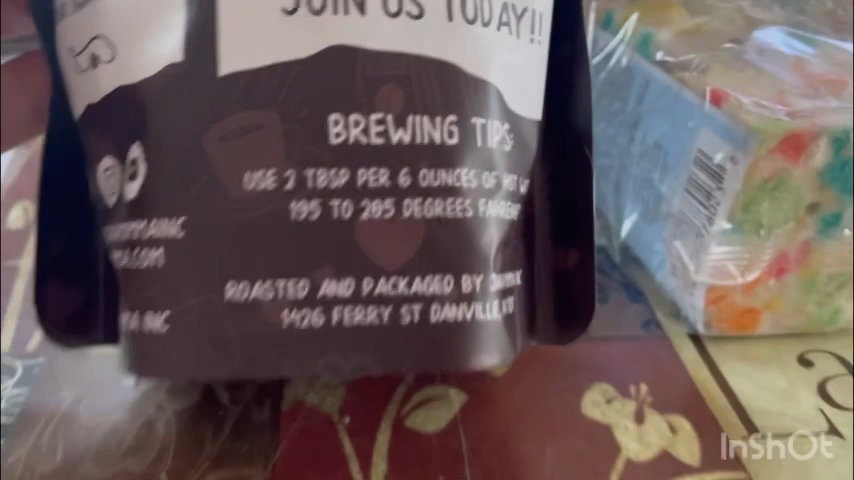 JOIN US TODAY!!
BREWING TIPS:
USE 2 TBSP PER 6 OUNCES OF HOT
195 TO 205 DEGREES
ROASTED AND PACKAGED BY
1426 FERRY ST DANVILLE
INC
InShOt